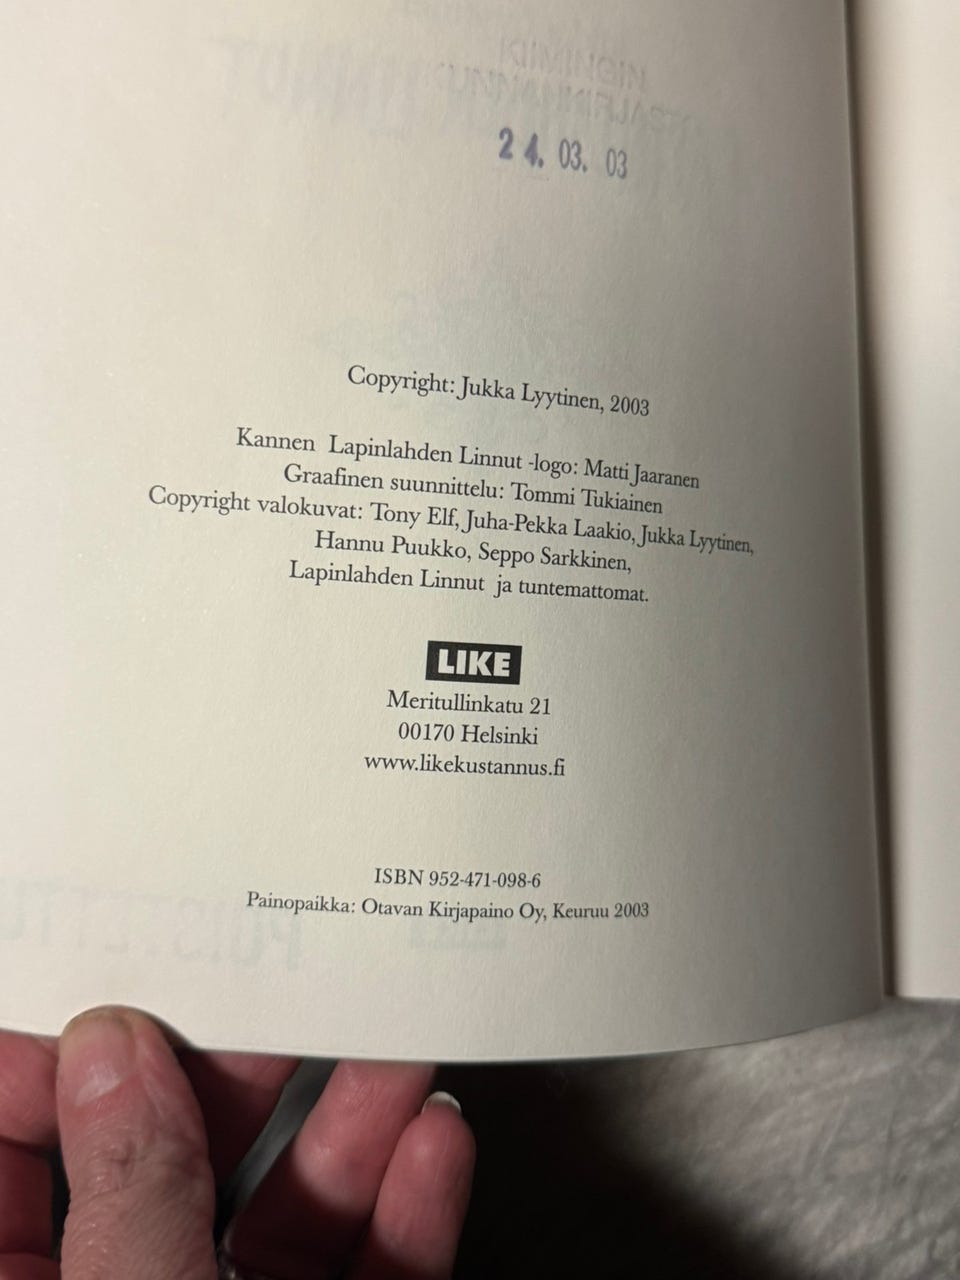 24. 03. 03
Copyright: Jukka Lyytinen, 2003
Kannen Lapinlahden Linnut -logo: Matti Jaaranen
Graafinen suunnittelu: Tommi Tukiainen
Copyright valokuvat: Tony Elf, Juha-Pekka Laakio, Jukka Lyytinen,
Hannu Puukko, Seppo Sarkkinen,
Lapinlahden Linnut ja tuntemattomat.
LIKE
Meritullinkatu 21
00170 Helsinki
www.likekustannus.fi
ISBN 952-471-098-6
Painopaikka: Otavan Kirjapaino Oy, Keuruu 2003